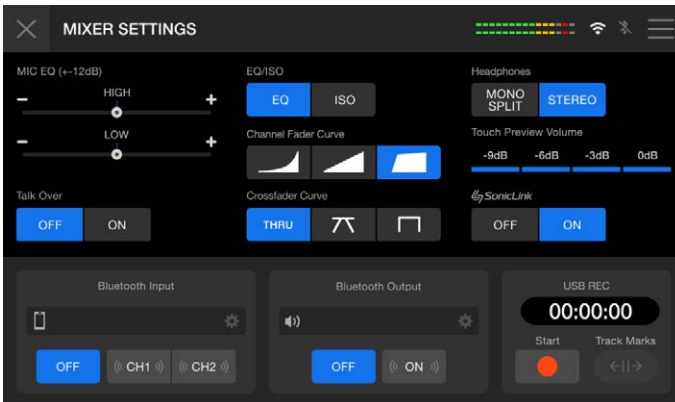 MIXER SETTINGS
MIC EQ (+-12dB)
HIGH
- +
LOW
- +
Talk Over
OFF ON
EQ/ISO
EQ ISO
Channel Fader Curve
Crossfader Curve
THRU
Headphones
MONO
SPLIT
STEREO
Touch Preview Volume
-9dB -6dB -3dB 0dB
SonicLink
OFF ON
Bluetooth Input
OFF CH1 CH2
Bluetooth Output
OFF ON
USB REC
00:00:00
Start Track Marks